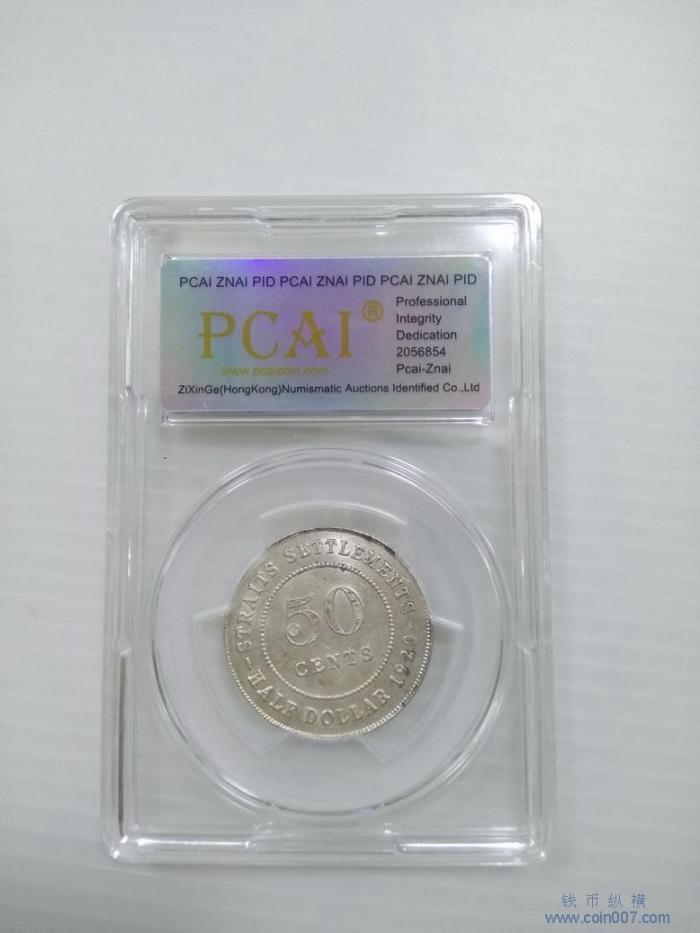 PCAI ZNAI PID PCAI ZNAI PID PCAI ZNAI PID
PCAI®
www.pcaicoin.com
Professional
Integrity
Dedication
2056854
Pcai-Znai
ZiXinGe(HongKong)Numismatic Auctions Identified Co.,Ltd
STRAITS SETTLEMENTS
50
CENTS
HALF DOLLAR 1920
钱币纵横
www.coin007.com